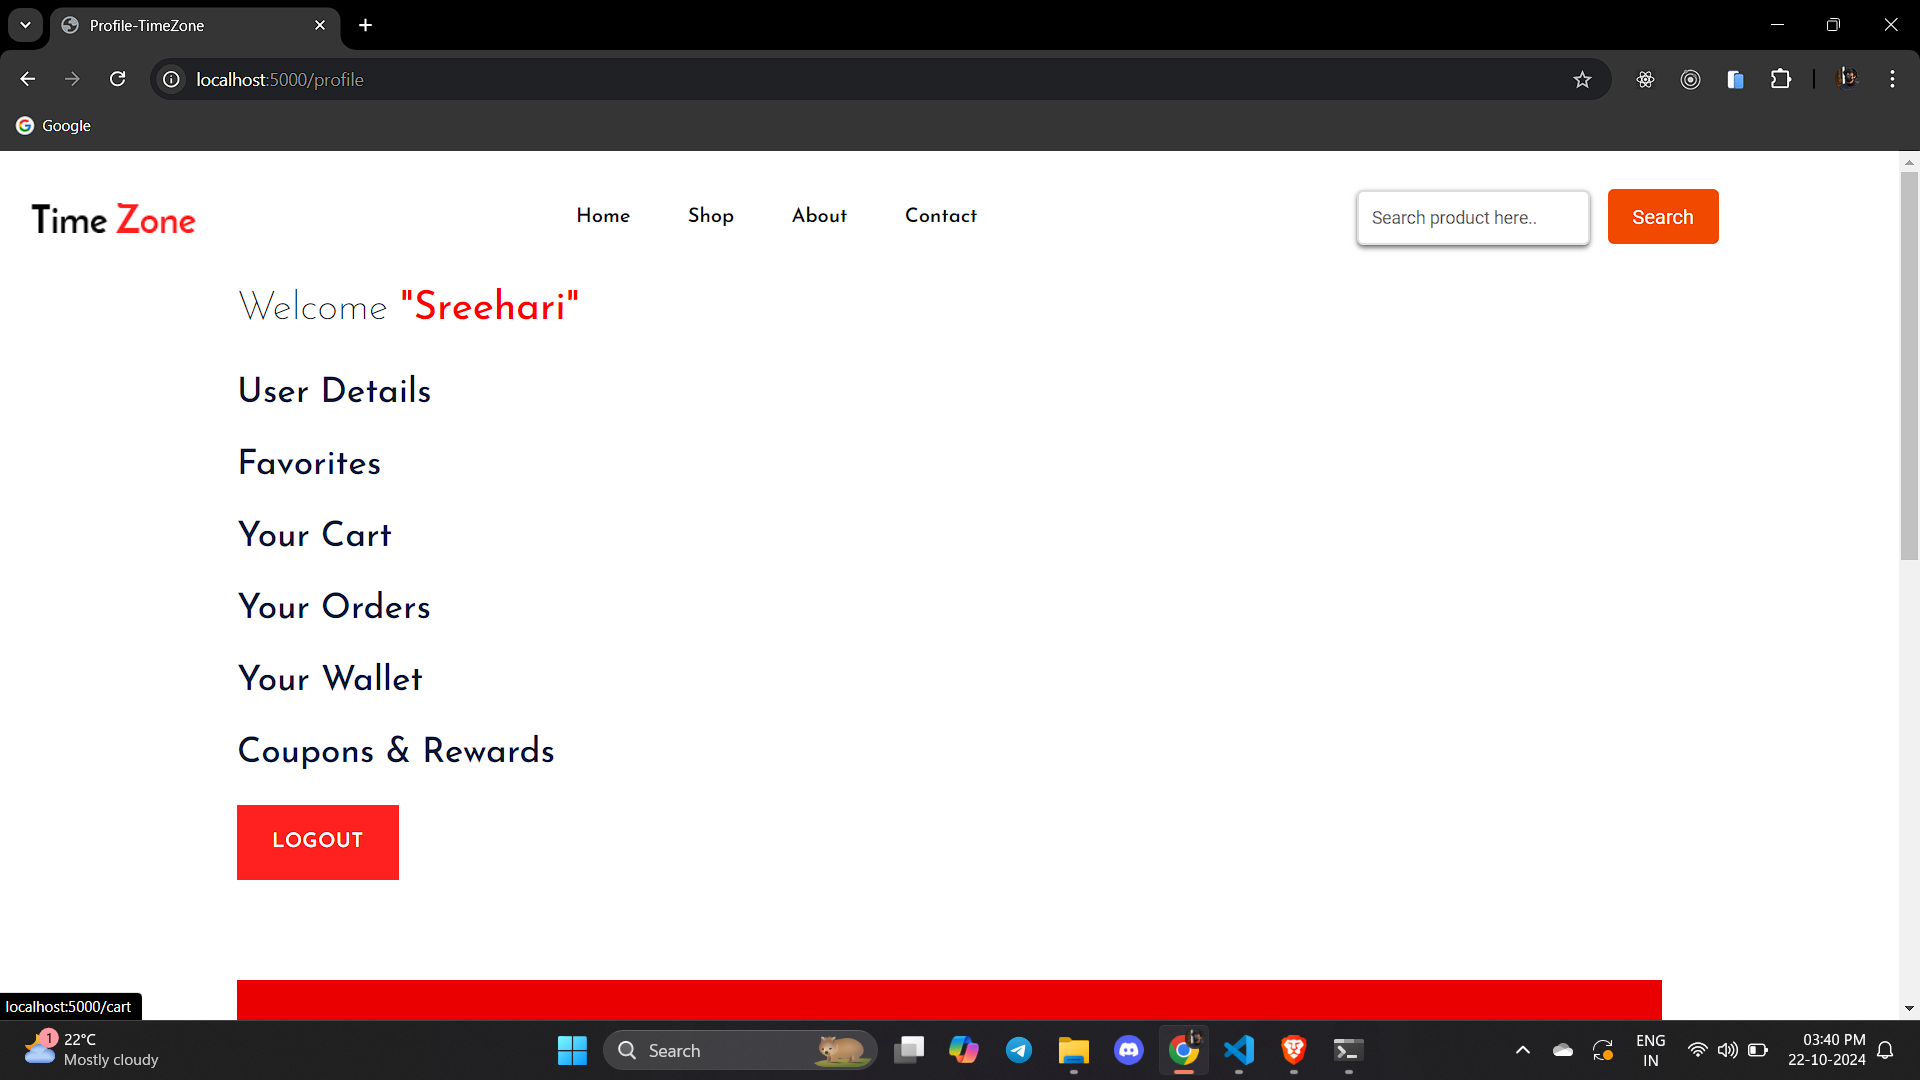 Profile-TimeZone
localhost:5000/profile
Google
Time Zone
Home Shop About Contact
Search product here..
Search
Welcome "Sreehari"
User Details
Favorites
Your Cart
Your Orders
Your Wallet
Coupons & Rewards
LOGOUT
localhost:5000/cart
1
22°C
Mostly cloudy
Search
ENG
IN
03:40 PM
22-10-2024